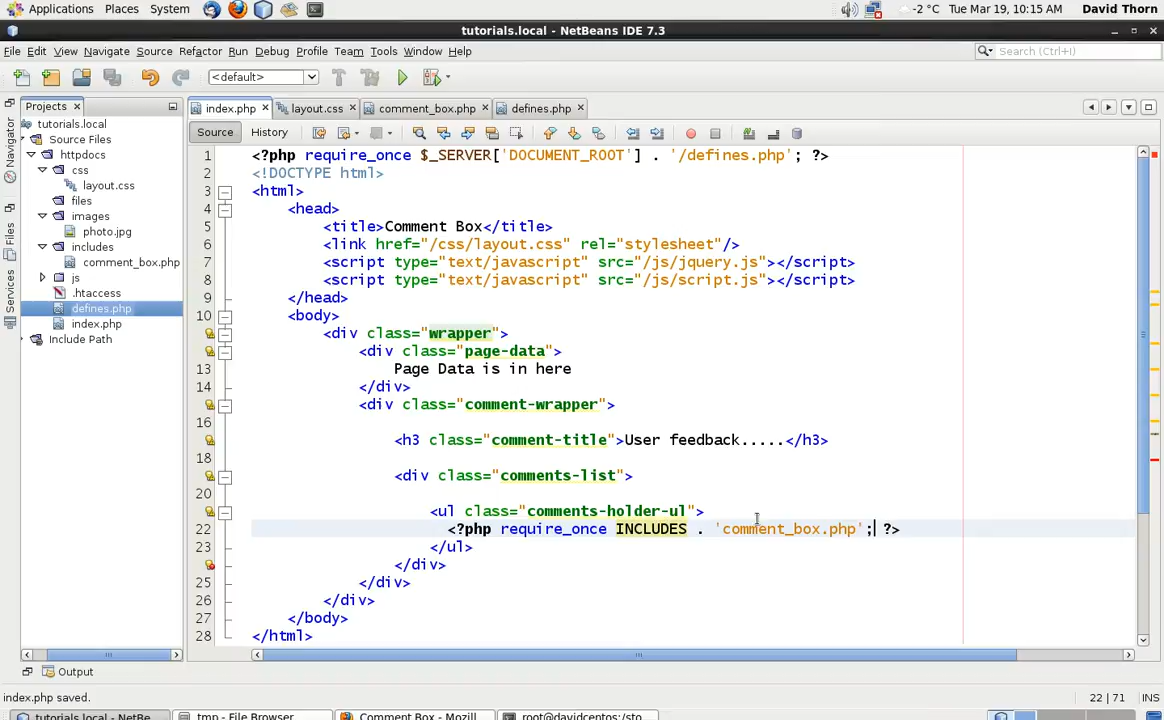 Applications Places System -2 °C Tue Mar 19, 10:15 AM David Thorn
tutorials.local - NetBeans IDE 7.3
File Edit View Navigate Source Refactor Run Debug Profile Team Tools Window Help Search (Ctrl+I)
<default>
Projects index.php layout.css comment_box.php defines.php
Source History
Navigator
Files
Services
tutorials.local
Source Files
httpdocs
css
layout.css
files
images
photo.jpg
includes
comment_box.php
js
.htaccess
defines.php
index.php
Include Path
1 <?php require_once $_SERVER['DOCUMENT_ROOT'] . '/defines.php'; ?>
2 <!DOCTYPE html>
3 <html>
4 <head>
5 <title>Comment Box</title>
6 <link href="/css/layout.css" rel="stylesheet"/>
7 <script type="text/javascript" src="/js/jquery.js"></script>
8 <script type="text/javascript" src="/js/script.js"></script>
9 </head>
10 <body>
<div class="wrapper">
<div class="page-data">
13 Page Data is in here
14 </div>
<div class="comment-wrapper">
16
<h3 class="comment-title">User feedback.....</h3>
18
<div class="comments-list">
20
<ul class="comments-holder-ul">
22 <?php require_once INCLUDES . 'comment_box.php'; ?>
23 </ul>
</div>
25 </div>
26 </div>
27 </body>
28 </html>
Output
index.php saved. 22 | 71 INS
tutorials.local - NetBe... tmp - File Browser Comment Box - Mozill... root@davidcentos:/sto...